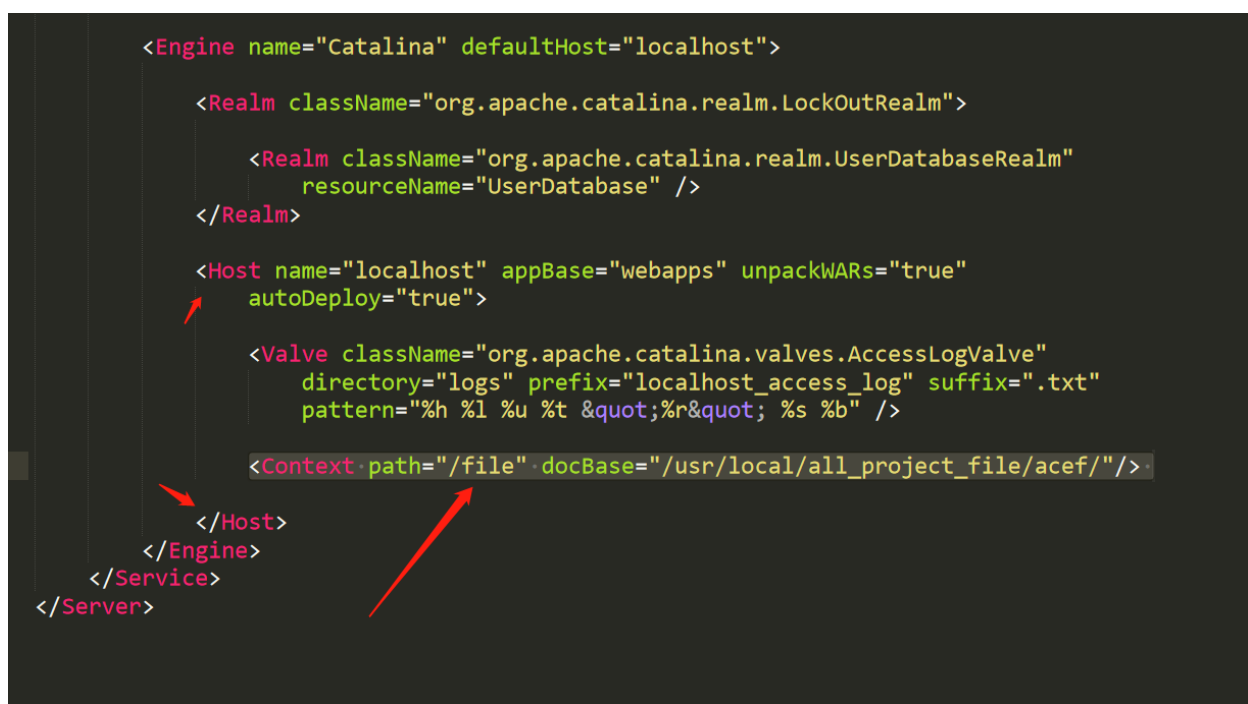 <Engine name="Catalina" defaultHost="localhost">
<Realm className="org.apache.catalina.realm.LockOutRealm">
<Realm className="org.apache.catalina.realm.UserDatabaseRealm"
resourceName="UserDatabase" />
</Realm>
<Host name="localhost" appBase="webapps" unpackWARs="true"
autoDeploy="true">
<Valve className="org.apache.catalina.valves.AccessLogValve"
directory="logs" prefix="localhost_access_log" suffix=".txt"
pattern="%h %l %u %t &quot;%r&quot; %s %b" />
<Context path="/file" docBase="/usr/local/all_project_file/acef/"/>
</Host>
</Engine>
</Service>
</Server>